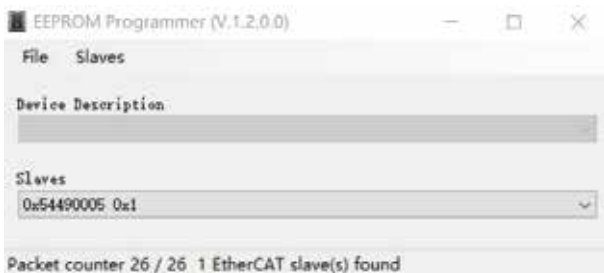 EEPROM Programmer (V.1.2.0.0)
File Slaves
Device Description
Slaves
0x54490005 0x1
Packet counter 26 / 26 1 EtherCAT slave(s) found